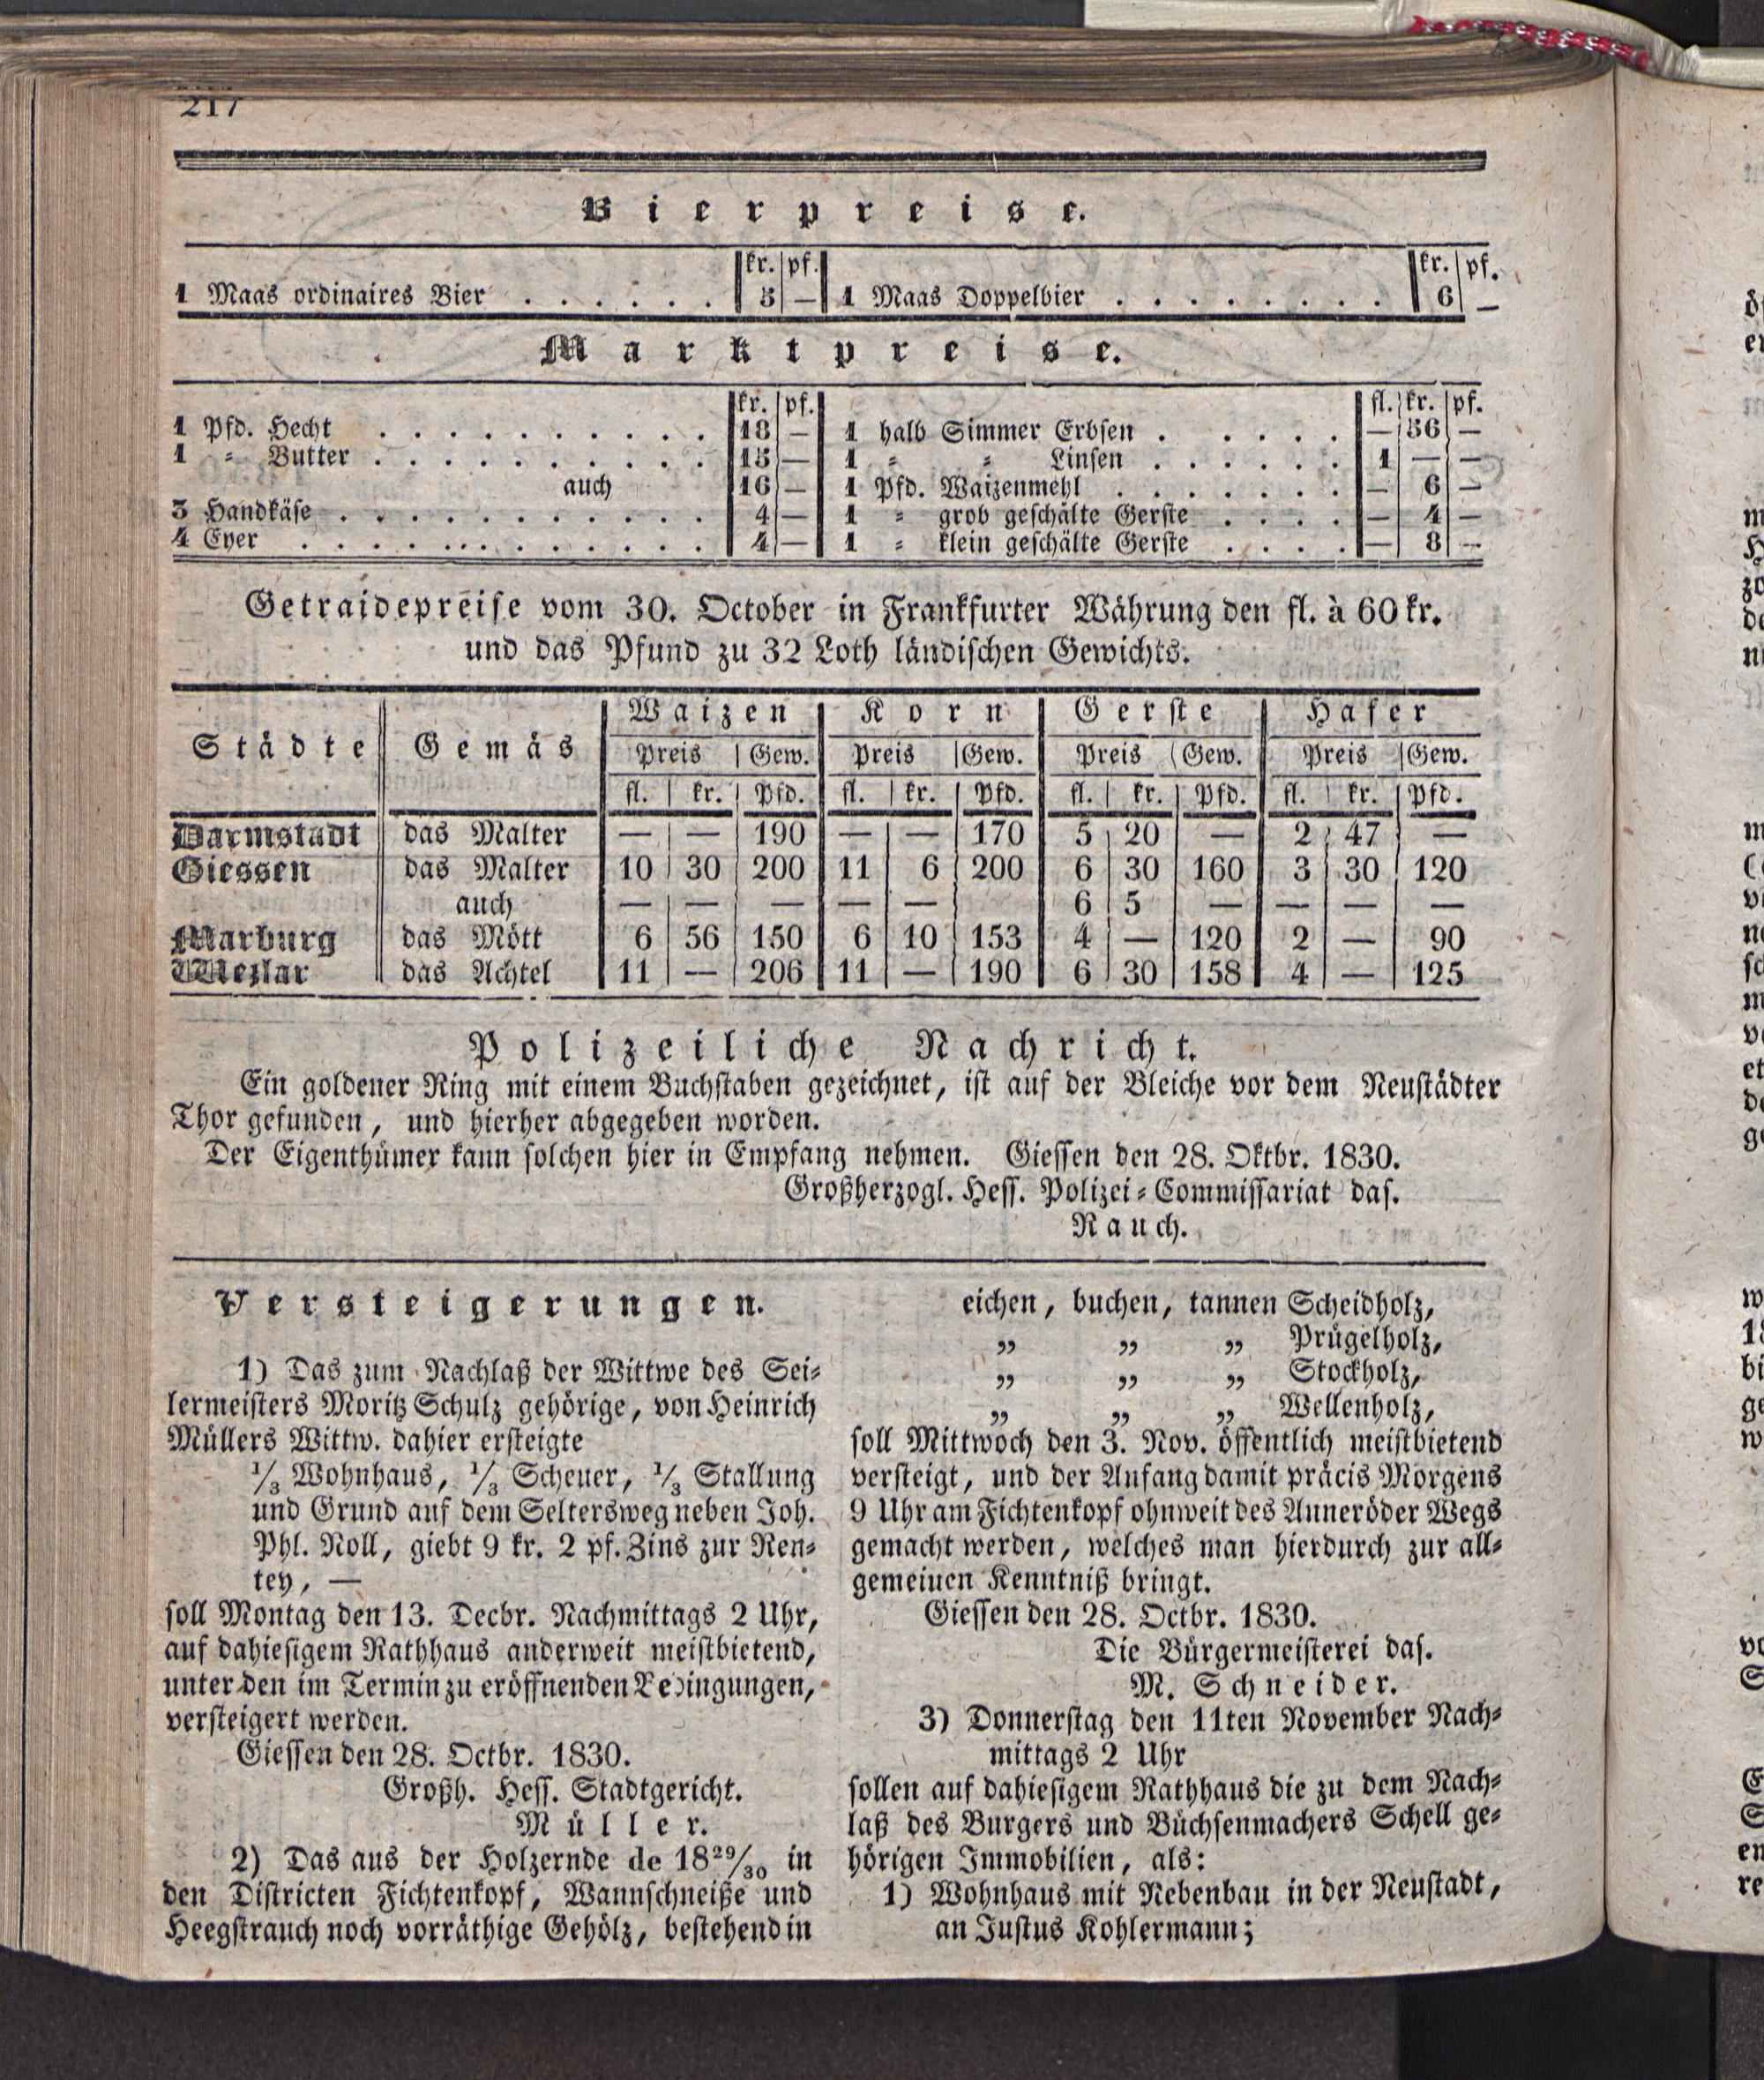 217
Bierpreise.
kr. pf. kr. pf.
1 Maas ordinaires Bier . . . . . . 5 — 1 Maas Doppelbier . . . . . . . . 6 —
Marktpreise.
kr. pf. fl. kr. pf.
1 Pfd. Hecht . . . . . . . . . . . 18 — 1 halb Simmer Erbsen . . . . . — 56 —
1 = Butter . . . . . . . . . . . 15 — 1 = = Linsen . . . . . . 1 — —
auch 16 — 1 Pfd. Waizenmehl . . . . . . . — 6 —
3 Handkäse . . . . . . . . . . . . 4 — 1 = grob geschälte Gerste . . . . — 4 —
4 Eyer . . . . . . . . . . . . . 4 — 1 = klein geschälte Gerste . . . . — 8 —
Getraidepreise vom 30. October in Frankfurter Währung den fl. à 60 kr.
und das Pfund zu 32 Loth ländischen Gewichts.
Städte Gemäs Waizen Korn Gerste Hafer
Preis Gew. Preis Gew. Preis Gew. Preis Gew.
fl. kr. Pfd. fl. kr. Pfd. fl. kr. Pfd. fl. kr. Pfd.
Darmstadt das Malter — — 190 — — 170 5 20 — 2 47 —
Giessen das Malter 10 30 200 11 6 200 6 30 160 3 30 120
auch — — — — — 6 5 — — — —
Marburg das Mött 6 56 150 6 10 153 4 — 120 2 — 90
Wezlar das Achtel 11 — 206 11 — 190 6 30 158 4 — 125
Polizeiliche Nachricht.
Ein goldener Ring mit einem Buchstaben gezeichnet, ist auf der Bleiche vor dem Neustädter
Thor gefunden, und hierher abgegeben worden.
Der Eigenthümer kann solchen hier in Empfang nehmen. Giessen den 28. Oktbr. 1830.
Großherzogl. Hess. Polizei=Commissariat das.
Rauch.
Versteigerungen.
1) Das zum Nachlaß der Wittwe des Sei=
lermeisters Moritz Schulz gehörige, von Heinrich
Müllers Wittw. dahier ersteigte
1/3 Wohnhaus, 1/3 Scheuer, 1/3 Stallung
und Grund auf dem Seltersweg neben Joh.
Phl. Noll, giebt 9 kr. 2 pf. Zins zur Ren=
tey, —
soll Montag den 13. Decbr. Nachmittags 2 Uhr,
auf dahiesigem Rathhaus anderweit meistbietend,
unter den im Termin zu eröffnenden Bedingungen,
versteigert werden.
Giessen den 28. Octbr. 1830.
Großh. Hess. Stadtgericht.
Müller.
2) Das aus der Holzernde de 1829/30 in
den Districten Fichtenkopf, Wannschneiße und
Heegstrauch noch vorräthige Gehölz, bestehend in
eichen, buchen, tannen Scheidholz,
„ „ „ Prügelholz,
„ „ „ Stockholz,
„ „ „ Wellenholz,
soll Mittwoch den 3. Nov. öffentlich meistbietend
versteigt, und der Anfang damit präcis Morgens
9 Uhr am Fichtenkopf ohnweit des Anneröder Wegs
gemacht werden, welches man hierdurch zur all=
gemeinen Kenntniß bringt.
Giessen den 28. Octbr. 1830.
Die Bürgermeisterei das.
M. Schneider.
3) Donnerstag den 11ten November Nach=
mittags 2 Uhr
sollen auf dahiesigem Rathhaus die zu dem Nach=
laß des Burgers und Büchsenmachers Schell ge=
hörigen Immobilien, als:
1) Wohnhaus mit Nebenbau in der Neustadt,
an Justus Kohlermann;